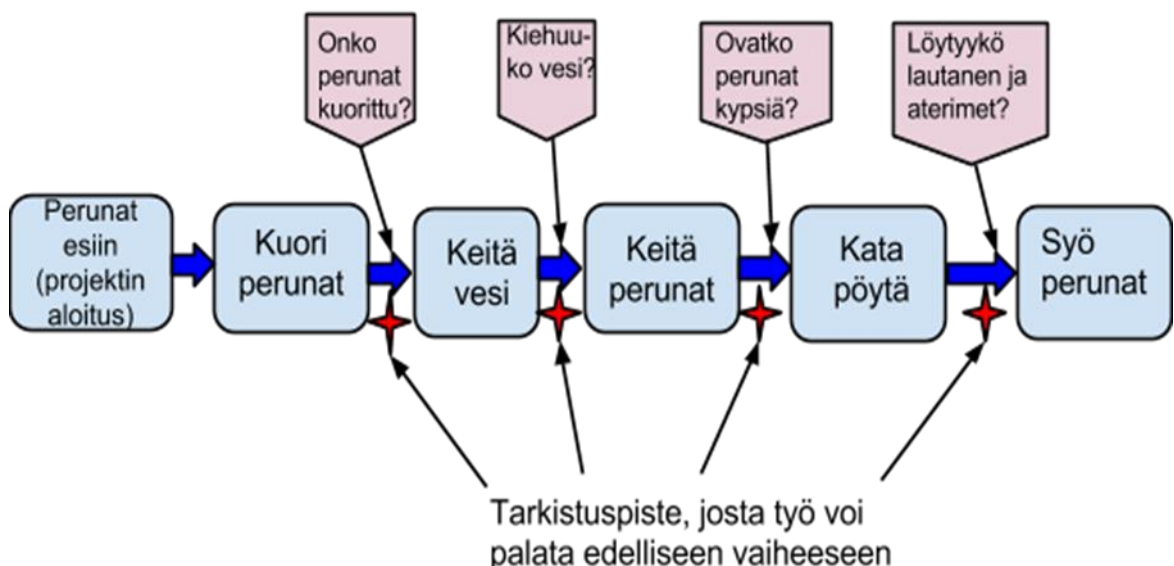 Onko
perunat
kuorittu?
Kiehuu-
ko vesi?
Ovatko
perunat
kypsiä?
Löytyykö
lautanen ja
aterimet?
Perunat
esiin
(projektin
aloitus)
Kuori
perunat
Keitä
vesi
Keitä
perunat
Kata
pöytä
Syö
perunat
Tarkistuspiste, josta työ voi
palata edelliseen vaiheeseen